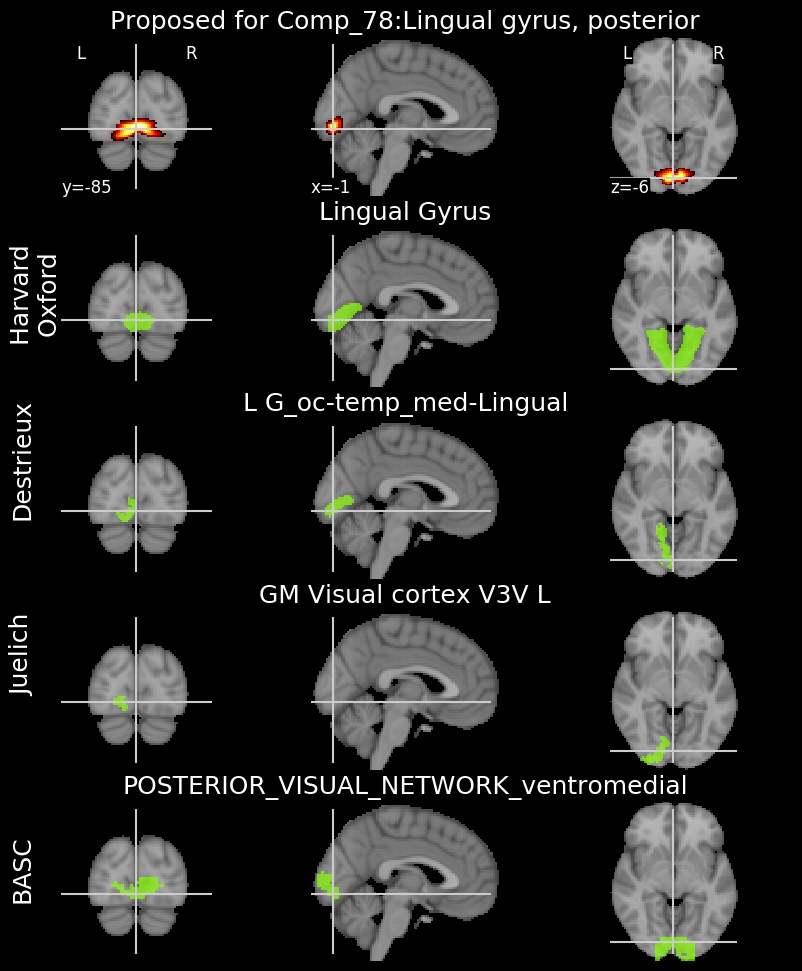 Proposed for Comp_78:Lingual gyrus, posterior
L R
L R
y=-85
x=-1
z=-6
Lingual Gyrus
Harvard
Oxford
L G_oc-temp_med-Lingual
Destrieux
GM Visual cortex V3V L
Juelich
POSTERIOR_VISUAL_NETWORK_ventromedial
BASC